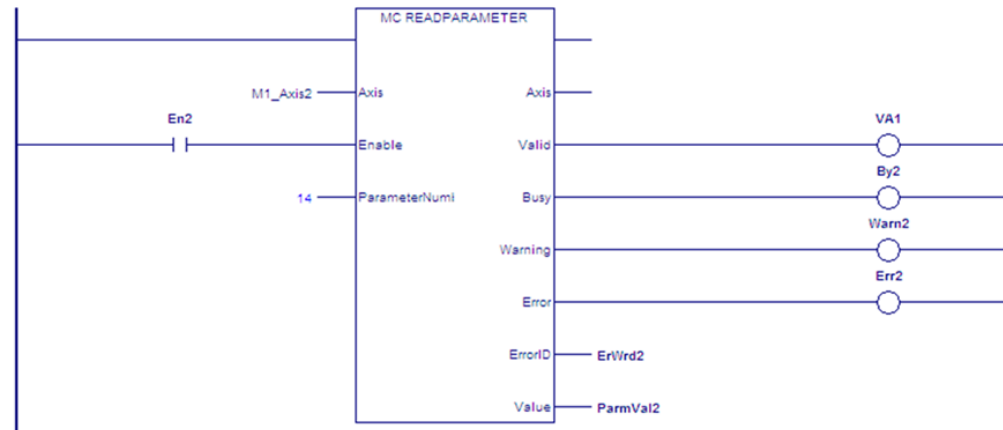 MC READPARAMETER
M1_Axis2 Axis Axis
En2 VA1
Enable Valid
By2
14 ParameterNumi Busy
Warn2
Warning
Err2
Error
ErrorID ErWrd2
Value ParmVal2